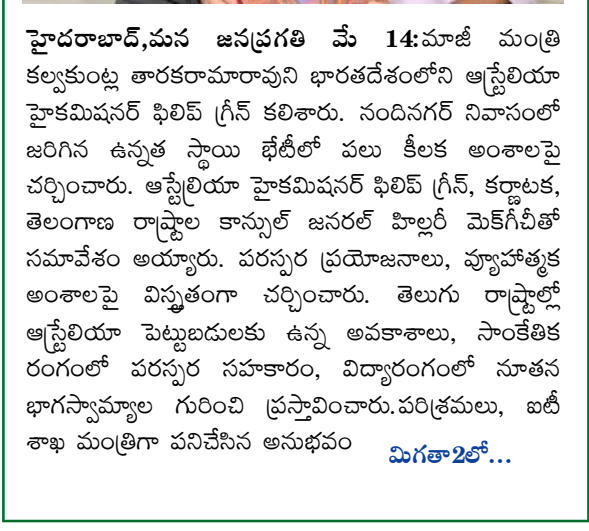 హైదరాబాద్,మన జనప్రగతి మే 14:మాజీ మంత్రి
కల్వకుంట్ల తారకరామారావుని భారతదేశంలోని ఆస్ట్రేలియా
హైకమిషనర్ ఫిలిప్ గ్రీన్ కలిశారు. నందినగర్ నివాసంలో
జరిగిన ఉన్నత స్థాయి భేటీలో పలు కీలక అంశాలపై
చర్చించారు. ఆస్ట్రేలియా హైకమిషనర్ ఫిలిప్ గ్రీన్, కర్ణాటక,
తెలంగాణ రాష్ట్రాల కాన్సుల్ జనరల్ హిల్లరీ మెక్‌గీచీతో
సమావేశం అయ్యారు. పరస్పర ప్రయోజనాలు, వ్యూహాత్మక
అంశాలపై విస్తృతంగా చర్చించారు. తెలుగు రాష్ట్రాల్లో
ఆస్ట్రేలియా పెట్టుబడులకు ఉన్న అవకాశాలు, సాంకేతిక
రంగంలో పరస్పర సహకారం, విద్యారంగంలో నూతన
భాగస్వామ్యాల గురించి ప్రస్తావించారు.పరిశ్రమలు, ఐటీ
శాఖ మంత్రిగా పనిచేసిన అనుభవం మిగతా2లో...